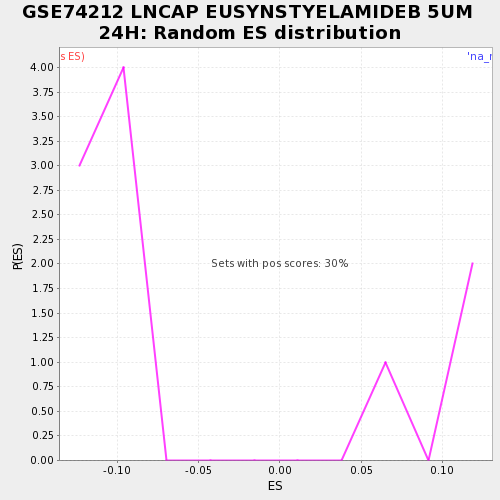 GSE74212 LNCAP EUSYNSTYELAMIDEB 5UM
24H: Random ES distribution
s ES)
'na_r
4.00
3.75
3.50
3.25
3.00
2.75
2.50
2.25
2.00
1.75
1.50
1.25
1.00
0.75
0.50
0.25
0.00
P(ES)
Sets with pos scores: 30%
-0.10 -0.05 0.00 0.05 0.10
ES